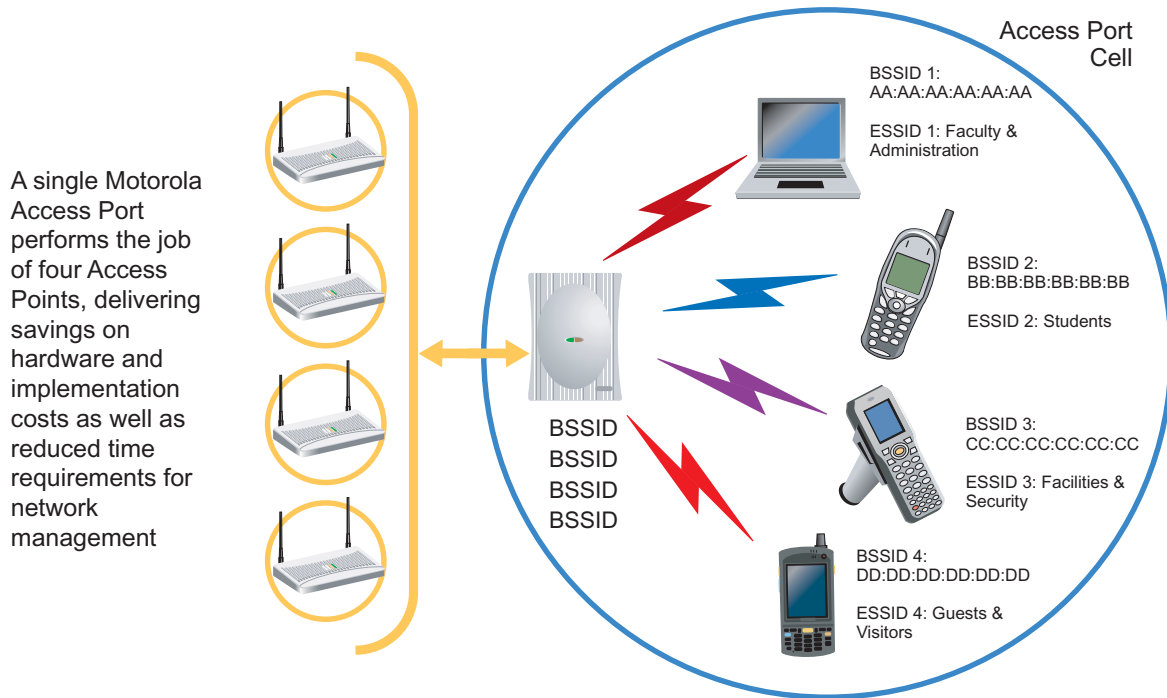 A single Motorola
Access Port
performs the job
of four Access
Points, delivering
savings on
hardware and
implementation
costs as well as
reduced time
requirements for
network
management
Access Port
Cell
BSSID 1:
AA:AA:AA:AA:AA:AA
ESSID 1: Faculty &
Administration
BSSID 2:
BB:BB:BB:BB:BB:BB
ESSID 2: Students
BSSID
BSSID
BSSID
BSSID
BSSID 3:
CC:CC:CC:CC:CC:CC
ESSID 3: Facilities &
Security
BSSID 4:
DD:DD:DD:DD:DD:DD
ESSID 4: Guests &
Visitors